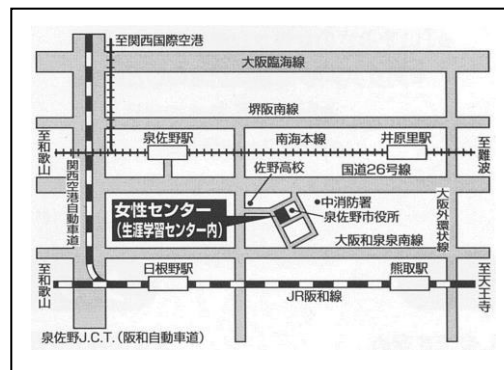 至関西国際空港
大阪臨海線
堺阪南線
至和歌山
泉佐野駅
南海本線
井原里駅
至難波
佐野高校
国道26号線
関西空港自動車道
女性センター
(生涯学習センター内)
中消防署
泉佐野市役所
大阪外環状線
大阪和泉泉南線
至和歌山
日根野駅
熊取駅
至天王寺
JR阪和線
泉佐野J.C.T.(阪和自動車道)